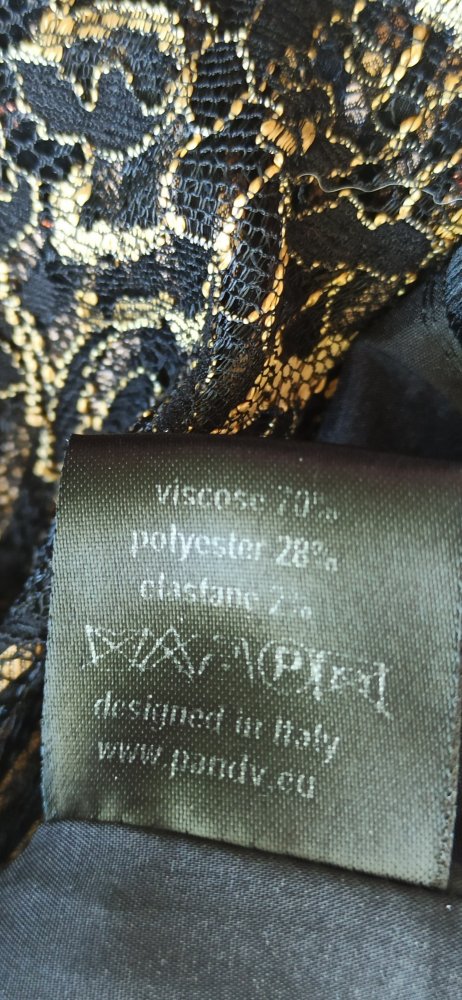 viscose 70%
polyester 28%
elastane 2%
P
designed in Italy
www.pandv.eu